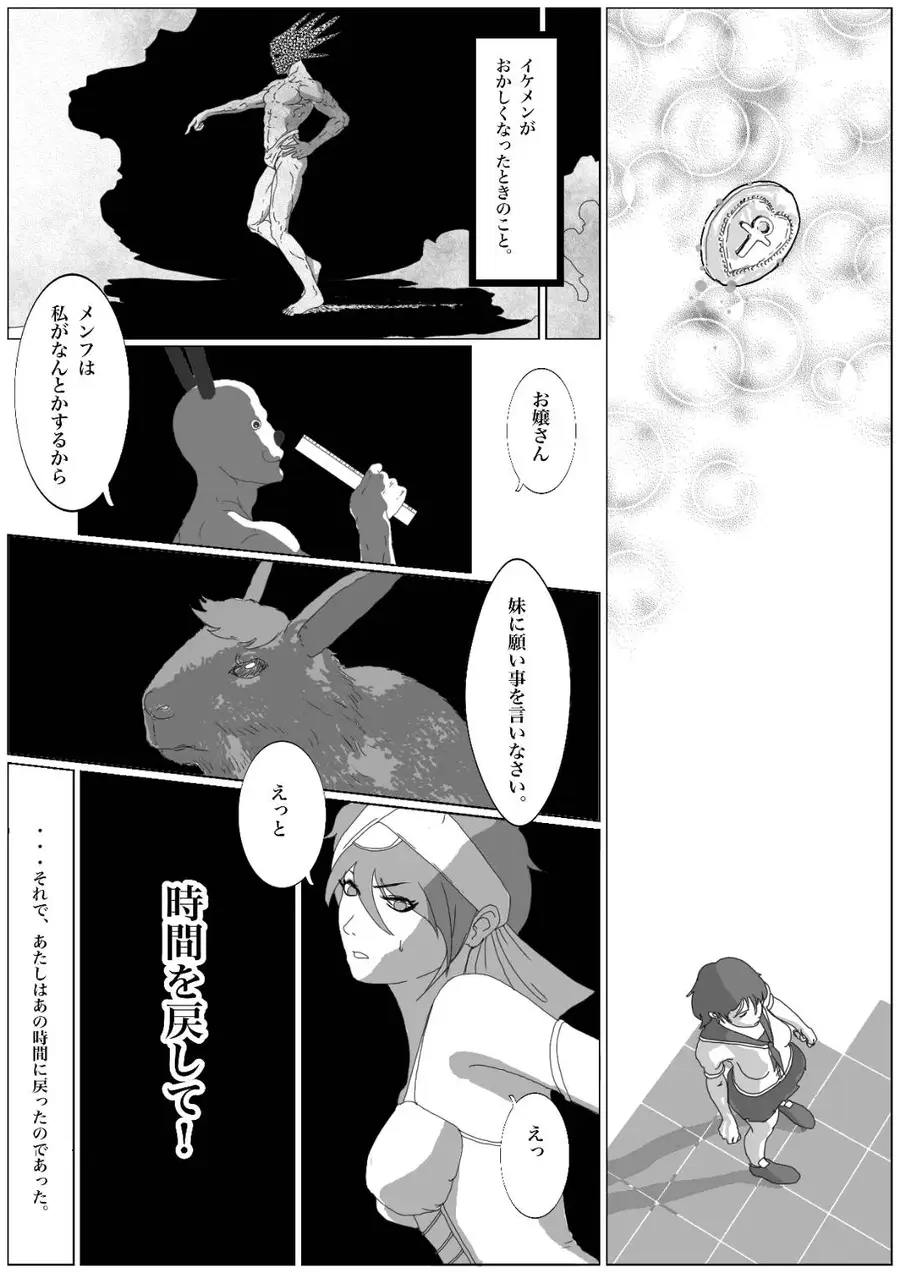 イケメンが
おかしくなったときのこと。
お嬢さん
メンフは
私がなんとかするから
妹に願い事を言いなさい。
えっ
えっと
時間を戻して！
・・・それで、あたしはあの時間に戻ったのであった。